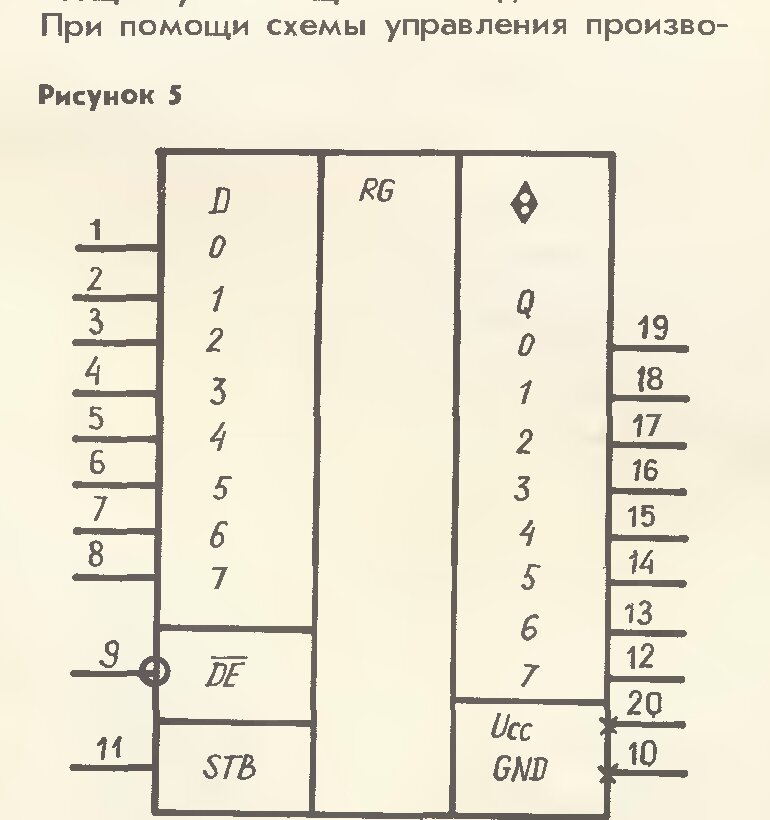 При помощи схемы управления произво-
Рисунок 5
D RG
1 0
2 1 Q
3 2 0 19
4 3 1 18
5 4 2 17
6 5 3 16
7 6 4 15
8 7 5 14
6 13
9 DE 7 12
Ucc 20
11 STB GND 10